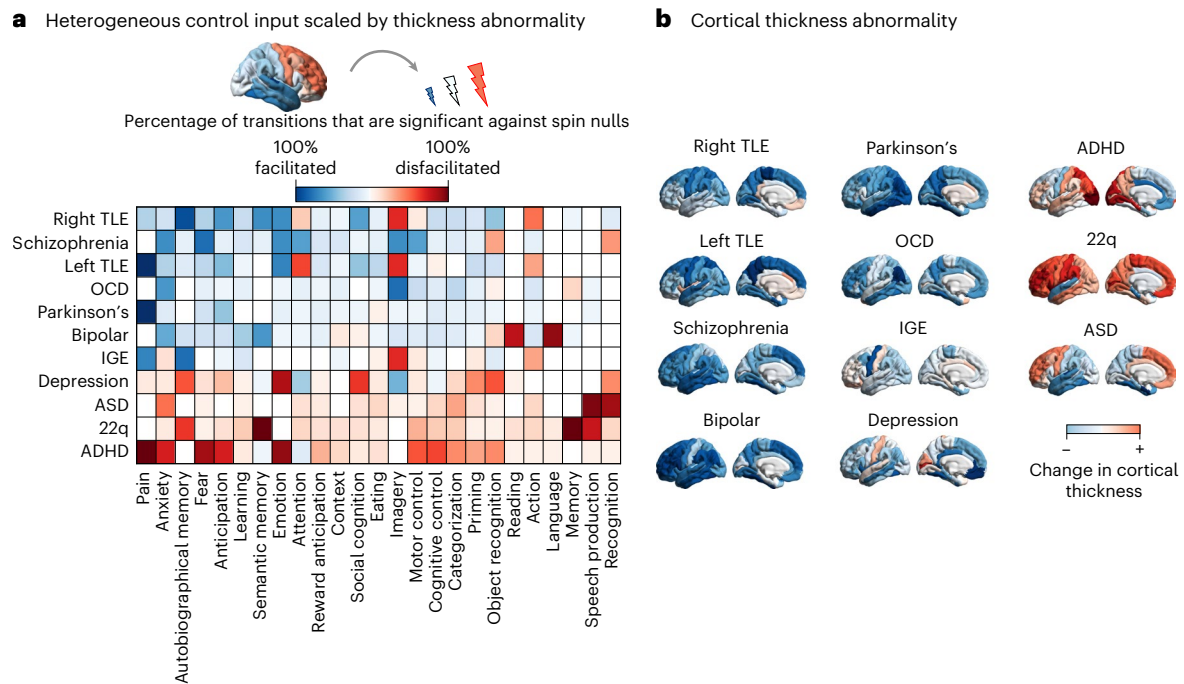 a Heterogeneous control input scaled by thickness abnormality
Percentage of transitions that are significant against spin nulls
100%
facilitated
100%
disfacilitated
Right TLE
Schizophrenia
Left TLE
OCD
Parkinson's
Bipolar
IGE
Depression
ASD
22q
ADHD
Pain
Anxiety
Autobiographical memory
Fear
Anticipation
Learning
Semantic memory
Emotion
Attention
Reward anticipation
Context
Social cognition
Eating
Imagery
Motor control
Cognitive control
Categorization
Priming
Object recognition
Reading
Action
Language
Memory
Speech production
Recognition
b Cortical thickness abnormality
Right TLE
Parkinson's
ADHD
Left TLE
OCD
22q
Schizophrenia
IGE
ASD
Bipolar
Depression
– +
Change in cortical
thickness